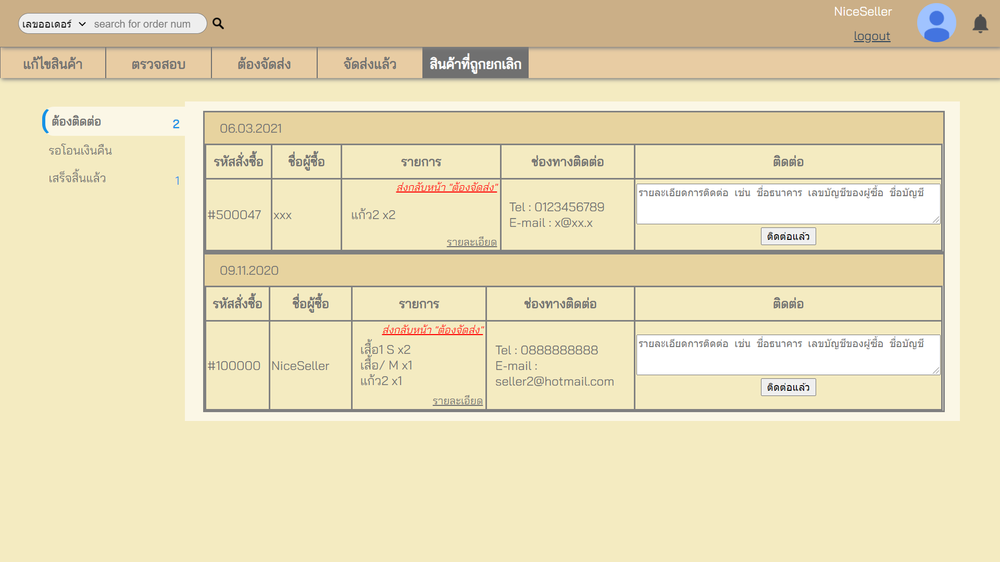 เลขออเดอร์ search for order num
NiceSeller
logout
แก้ไขสินค้า ตรวจสอบ ต้องจัดส่ง จัดส่งแล้ว สินค้าที่ถูกยกเลิก
ต้องติดต่อ 2
รอโอนเงินคืน
เสร็จสิ้นแล้ว 1
06.03.2021
รหัสสั่งซื้อ ชื่อผู้ซื้อ รายการ ช่องทางติดต่อ ติดต่อ
ส่งกลับหน้า "ต้องจัดส่ง"
#500047 xxx แก้ว2 x2
Tel : 0123456789
E-mail : x@xx.x
รายละเอียด
รายละเอียดการติดต่อ เช่น ชื่อธนาคาร เลขบัญชีของผู้ซื้อ ชื่อบัญชี
ติดต่อแล้ว
09.11.2020
รหัสสั่งซื้อ ชื่อผู้ซื้อ รายการ ช่องทางติดต่อ ติดต่อ
ส่งกลับหน้า "ต้องจัดส่ง"
#100000 NiceSeller
เสื้อ1 S x2
เสื้อ/ M x1
แก้ว2 x1
รายละเอียด
Tel : 0888888888
E-mail :
seller2@hotmail.com
รายละเอียดการติดต่อ เช่น ชื่อธนาคาร เลขบัญชีของผู้ซื้อ ชื่อบัญชี
ติดต่อแล้ว